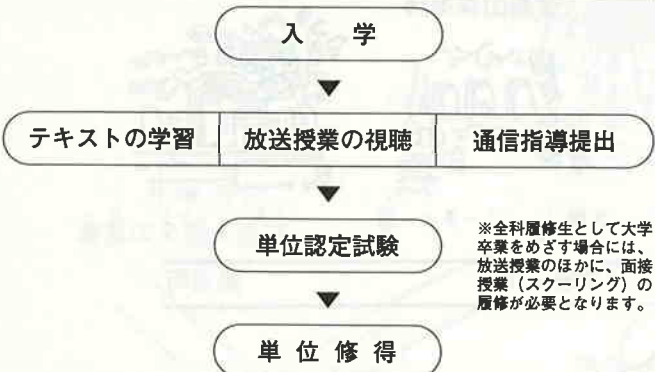 入 学
▼
テキストの学習 放送授業の視聴 通信指導提出
▼
単位認定試験
※全科履修生として大学
卒業をめざす場合には、
放送授業のほかに、面接
授業（スクーリング）の
履修が必要となります。
▼
単 位 修 得